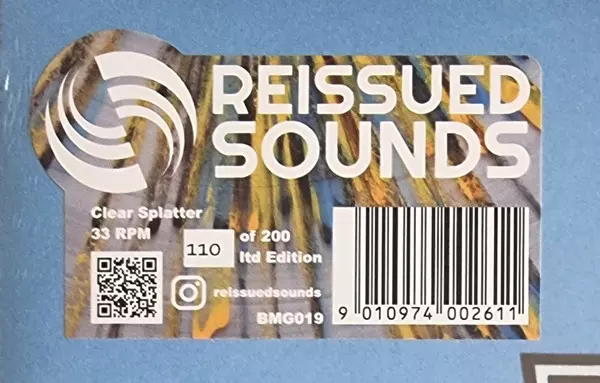 REISSUED
SOUNDS
Clear Splatter
33 RPM
110 of 200
ltd Edition
reissuedsounds
BMG019
9 010974 002611